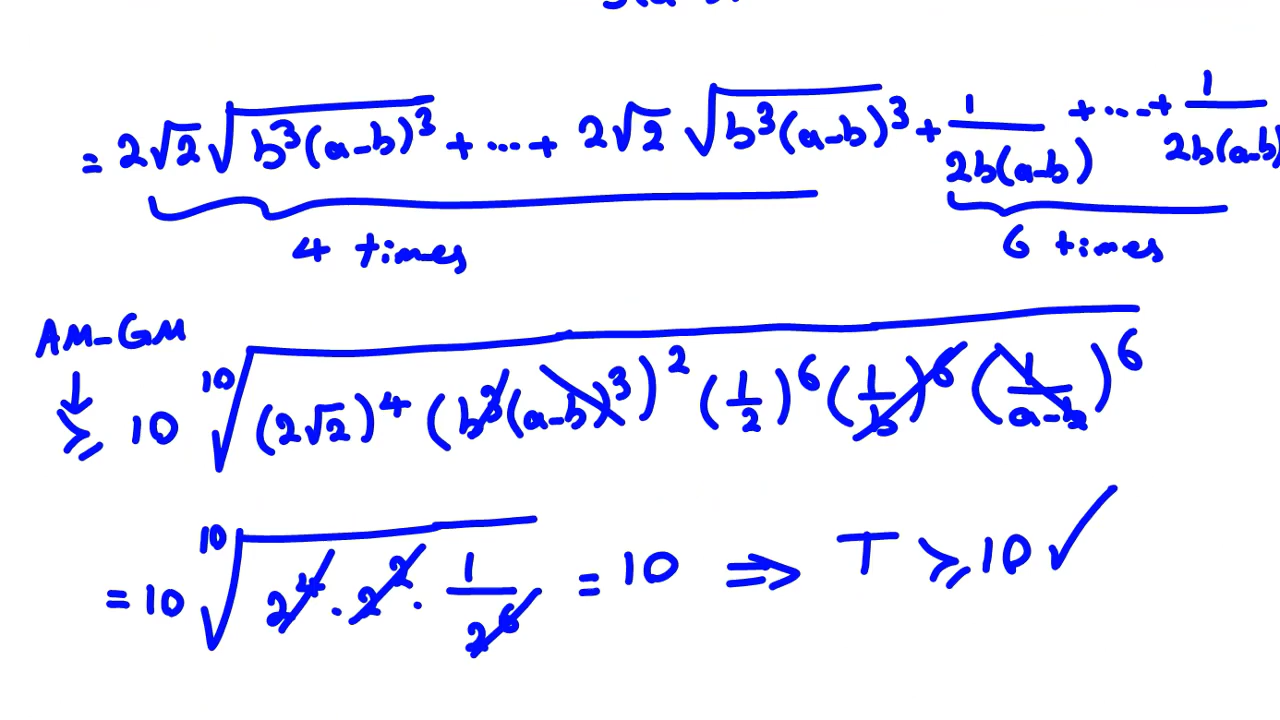 = 2√2 √(b³(a-b)³) + ... + 2√2 √(b³(a-b)³) + 1/(2b(a-b)) + ... + 1/(2b(a-b))
4 times 6 times
AM-GM
↓
≥ 10 ¹⁰√((2√2)⁴ (b³(a-b)³)² (1/2)⁶ (1/b)⁶ (1/(a-b))⁶)
= 10 ¹⁰√(2⁴ · 2² · 1/2⁶) = 10 ⇒ T ≥ 10 ✓